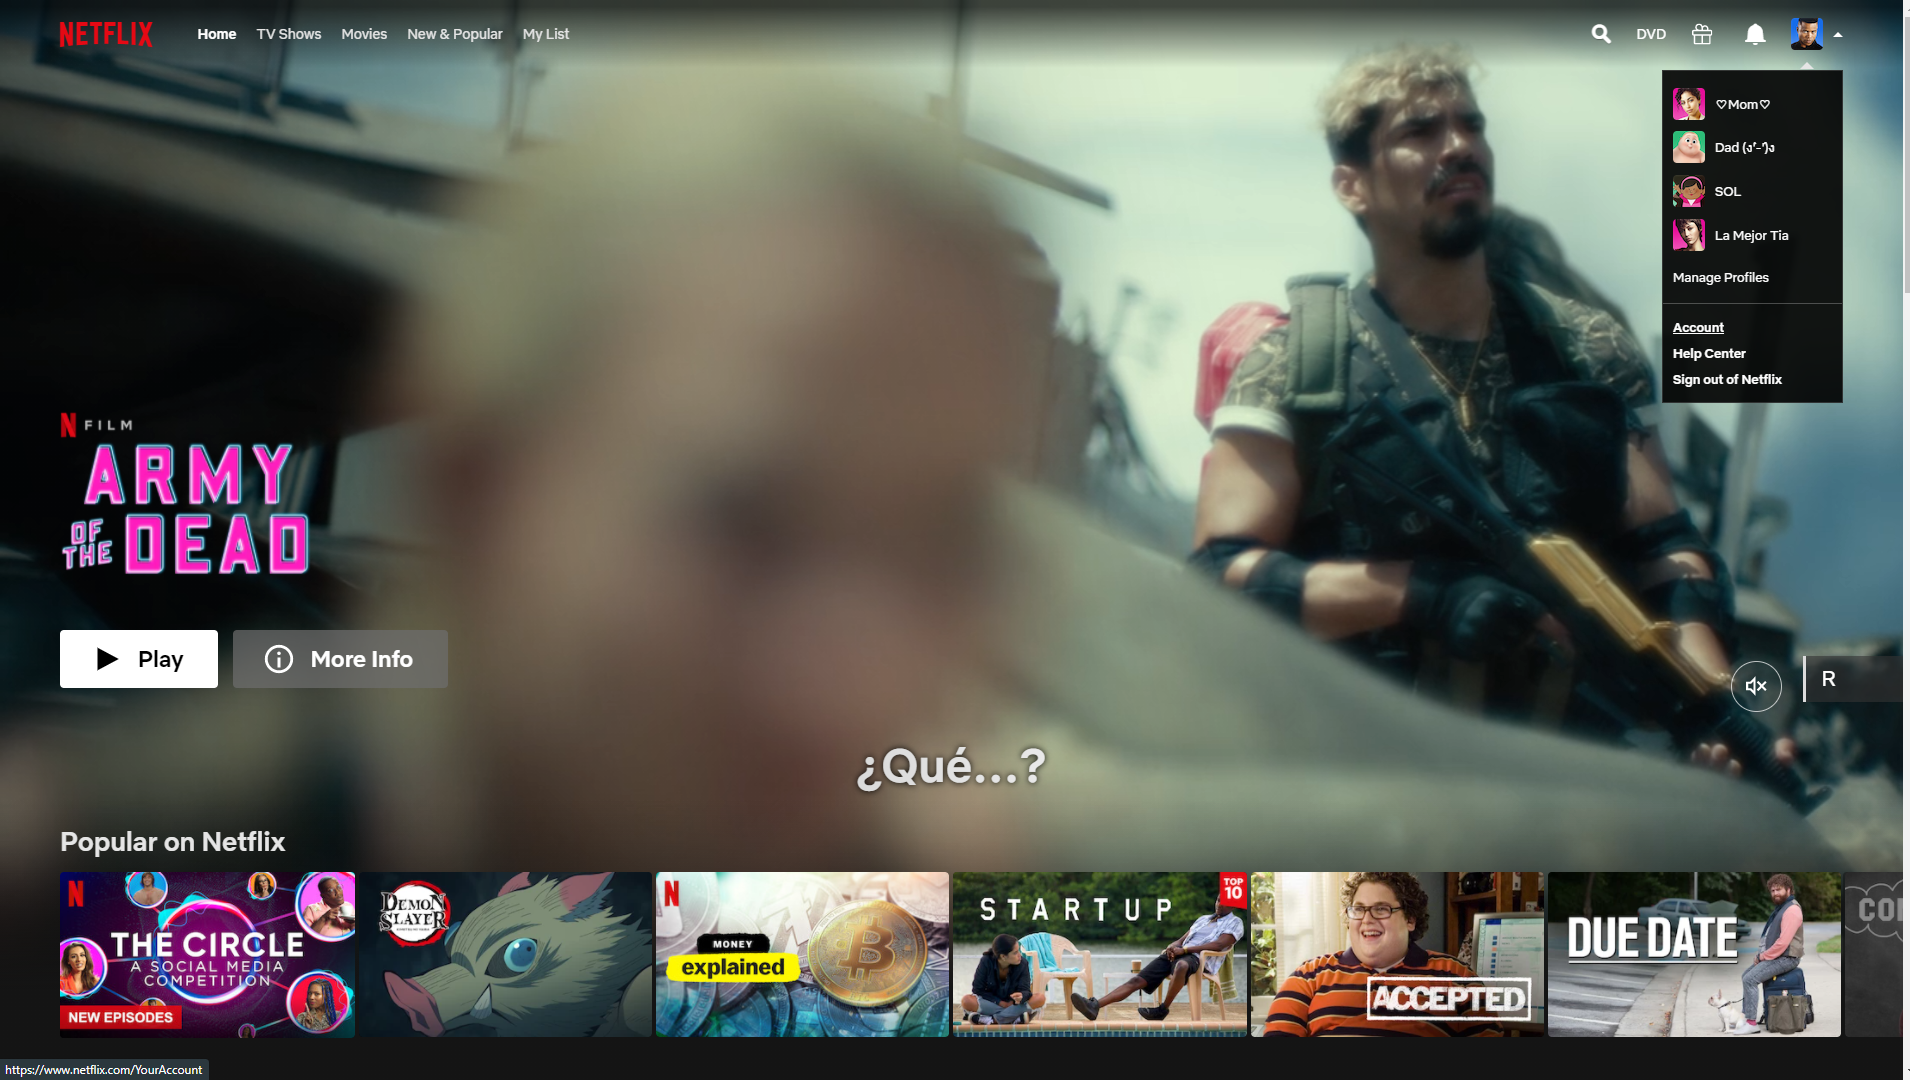 NETFLIX
Home
TV Shows
Movies
New & Popular
My List
DVD
♡Mom♡
Dad (ง'̀-'́)ง
SOL
La Mejor Tia
Manage Profiles
Account
Help Center
Sign out of Netflix
N FILM
ARMY
OF THE DEAD
Play
More Info
R
¿Qué...?
Popular on Netflix
N
THE CIRCLE
A SOCIAL MEDIA
COMPETITION
NEW EPISODES
DEMON
SLAYER
N
MONEY
explained
STARTUP
TOP
10
ACCEPTED
DUE DATE
https://www.netflix.com/YourAccount